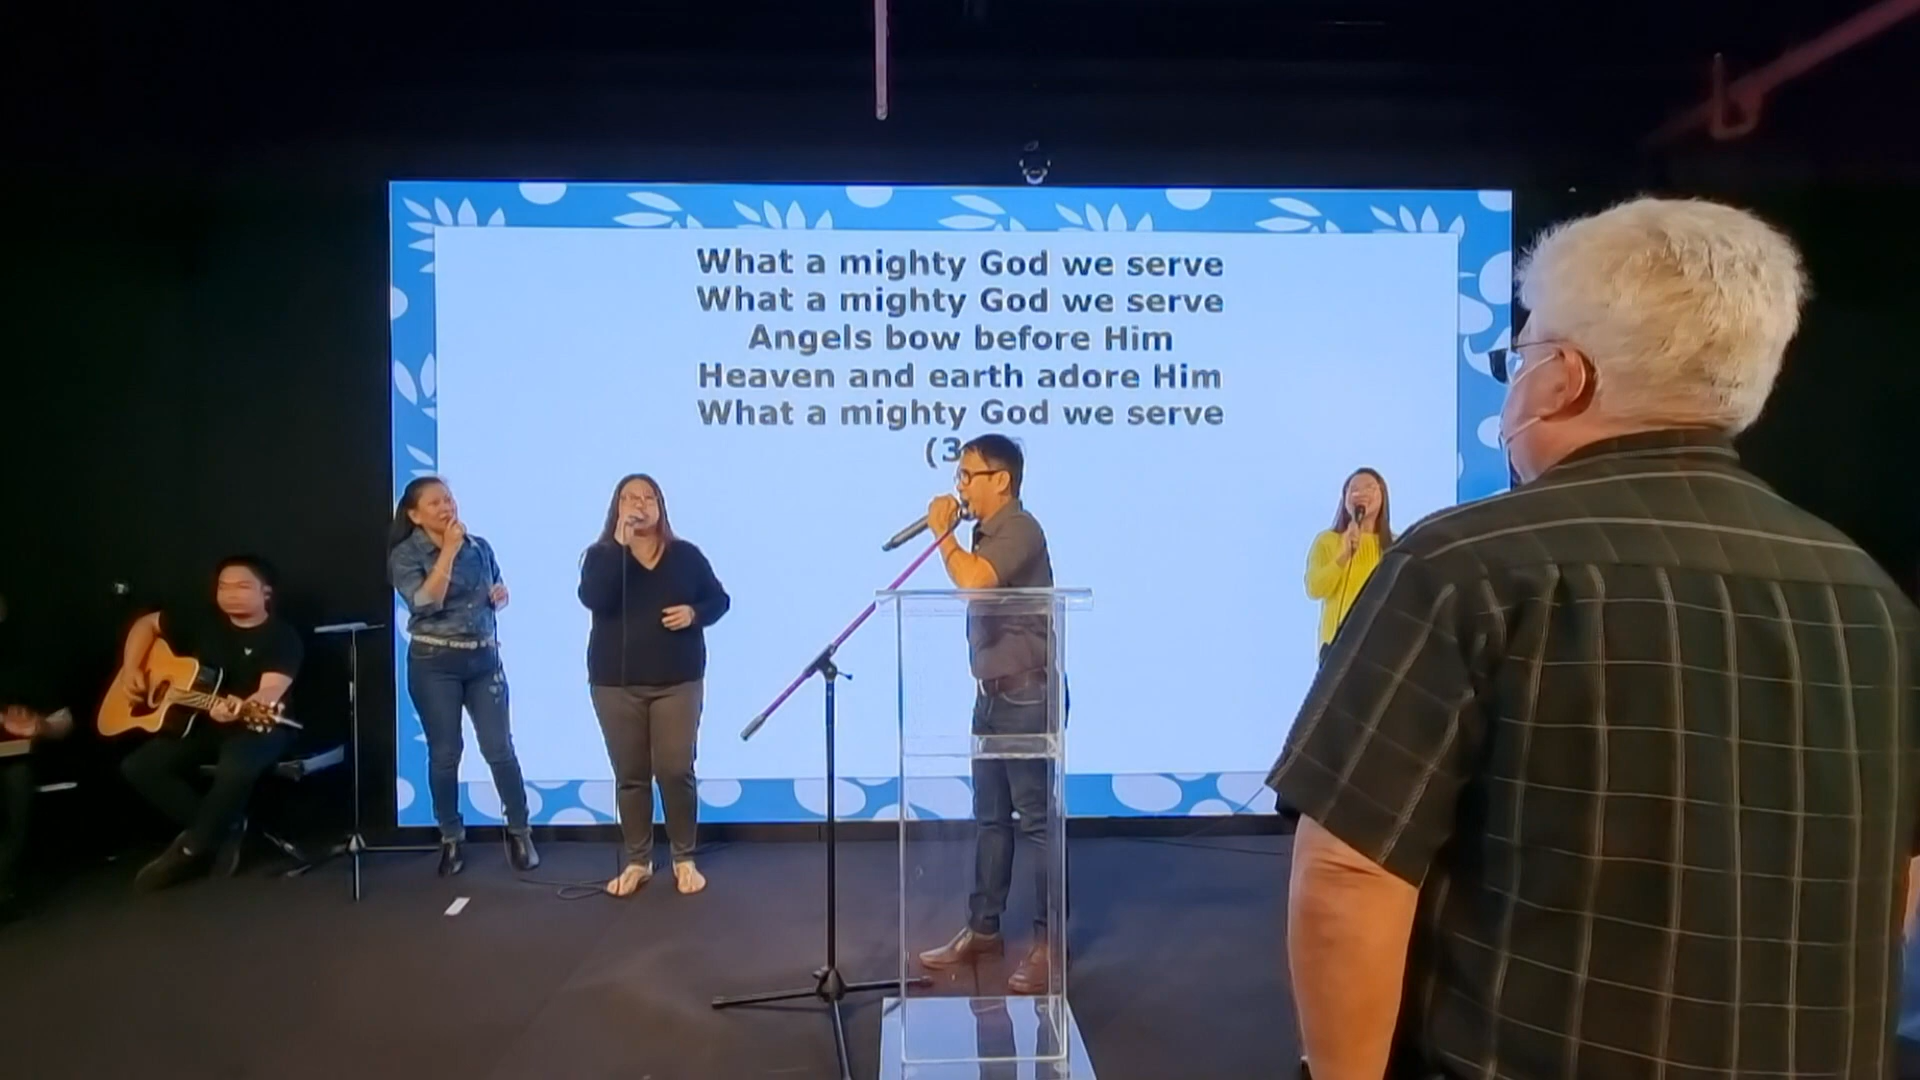 What a mighty God we serve
What a mighty God we serve
Angels bow before Him
Heaven and earth adore Him
What a mighty God we serve
(3